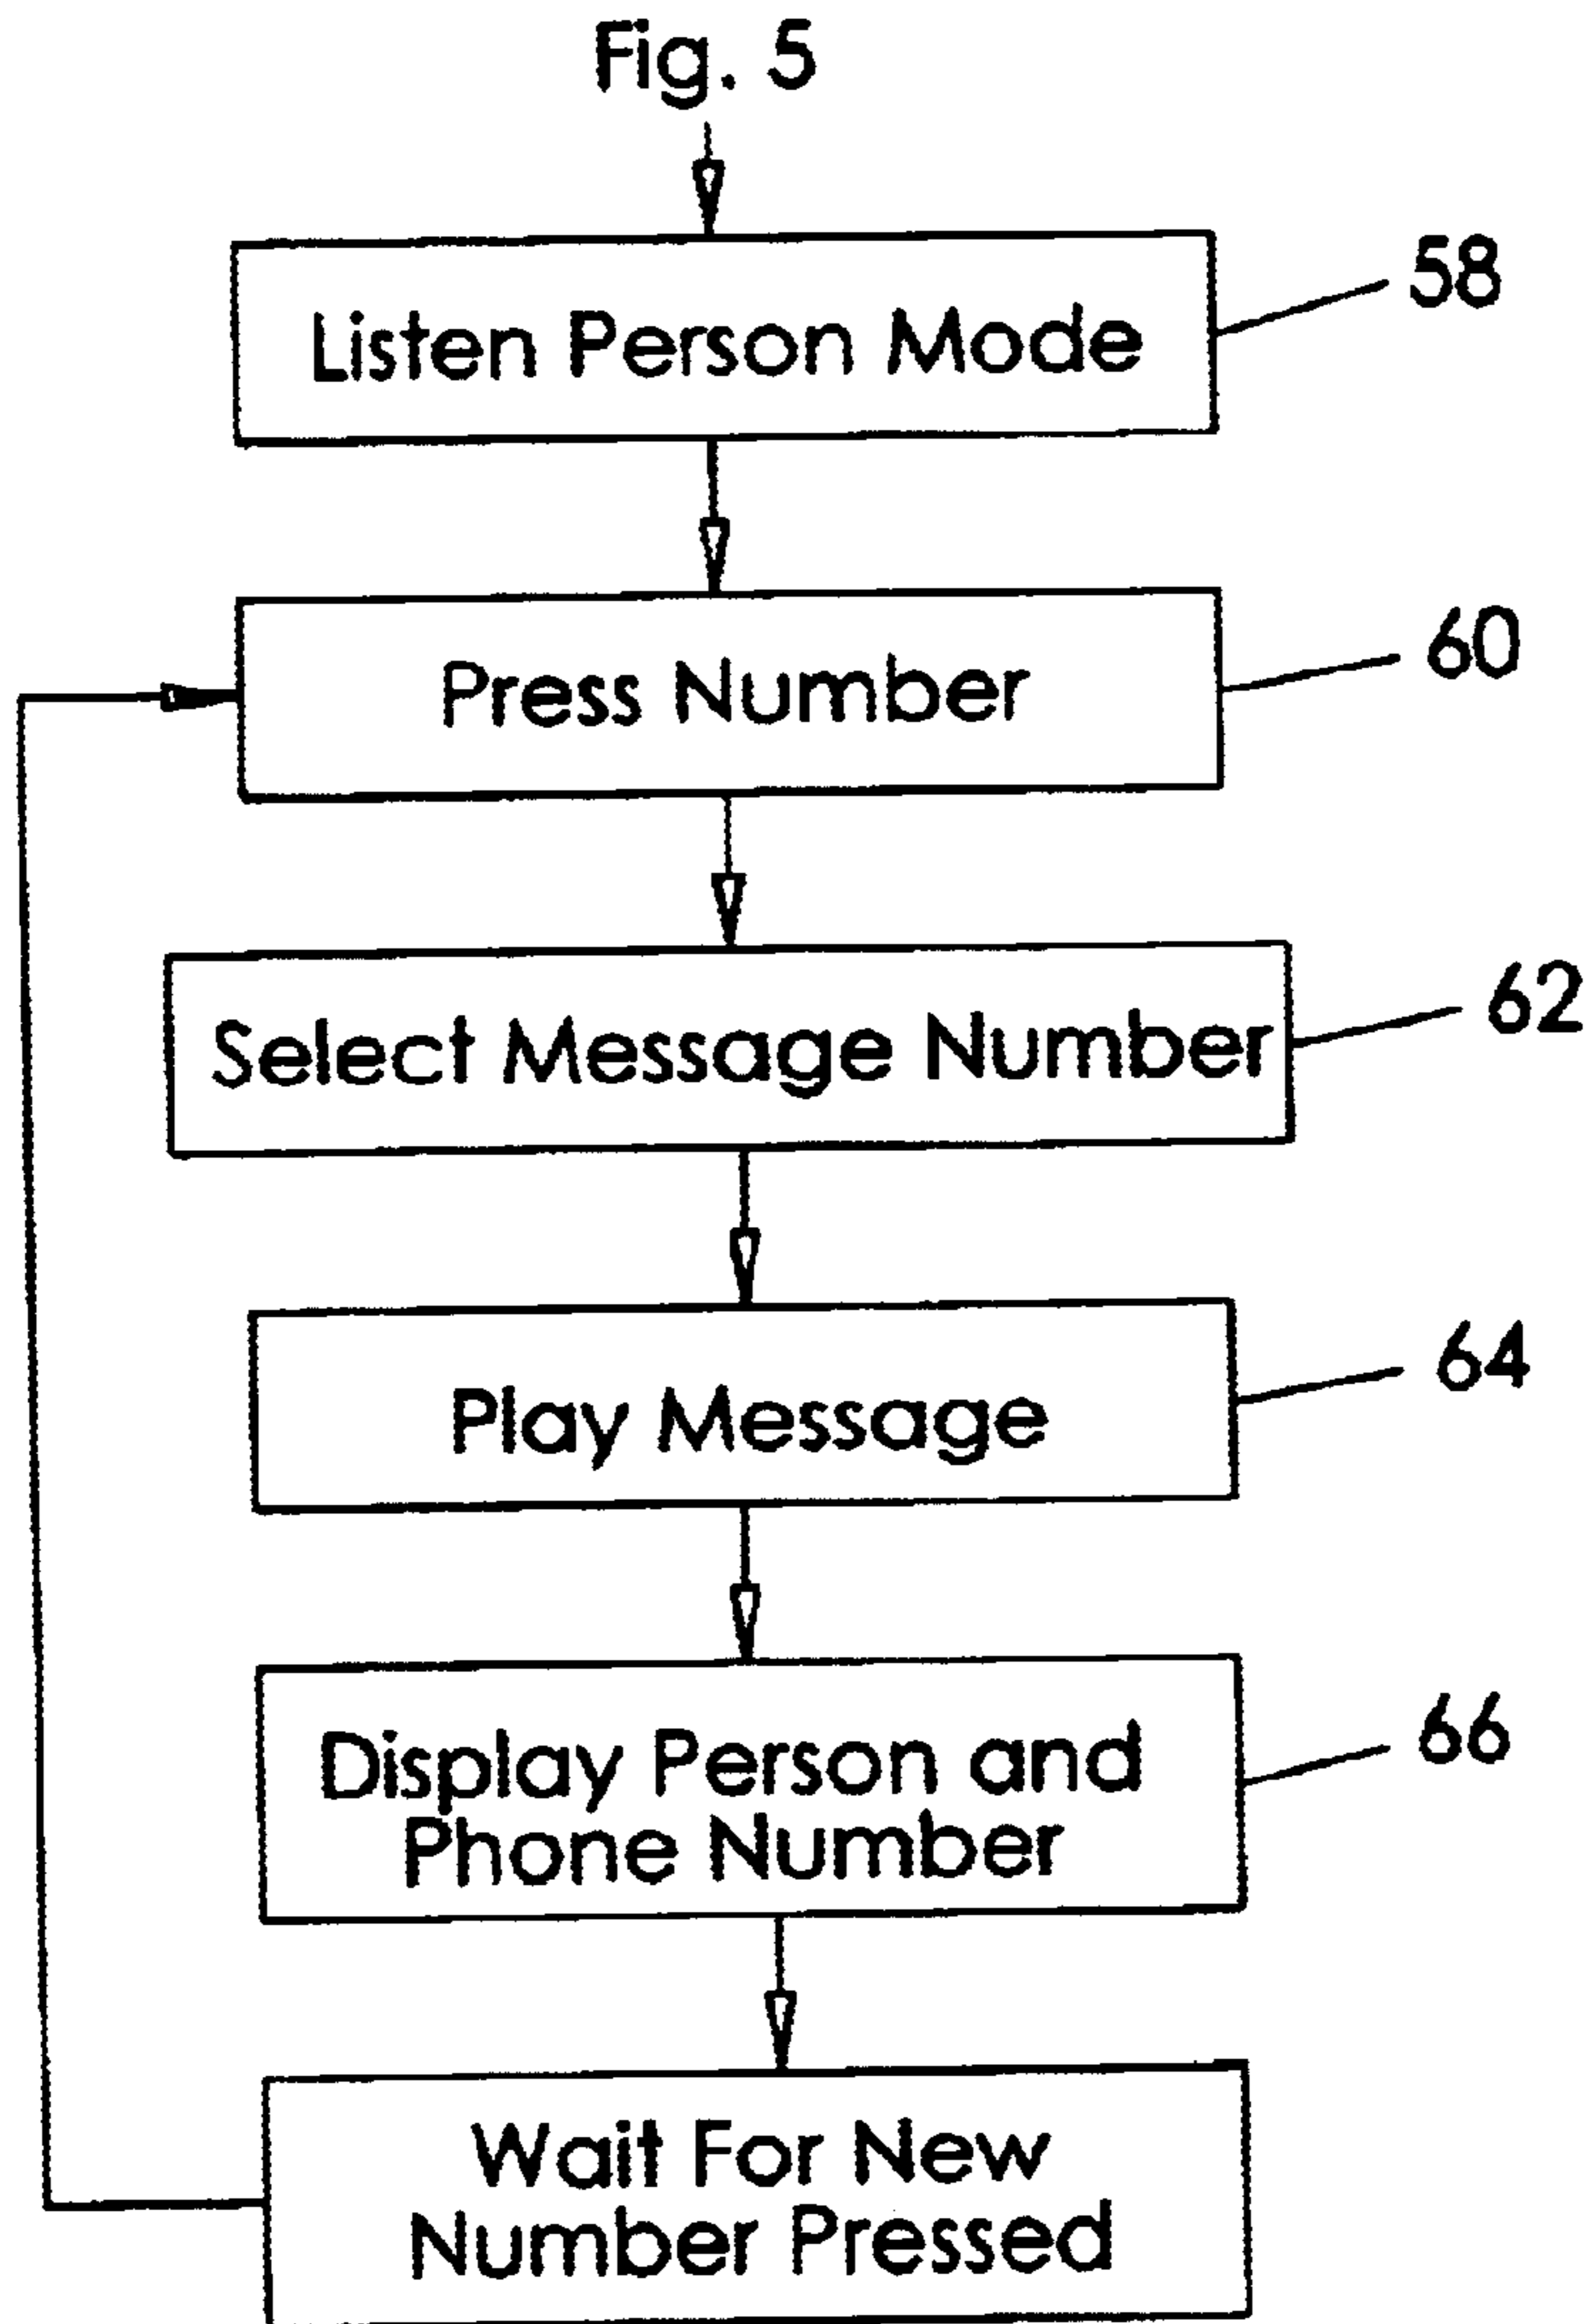 Fig. 5
Listen Person Mode
58
Press Number
60
Select Message Number
62
Play Message
64
Display Person and
Phone Number
66
Wait For New
Number Pressed